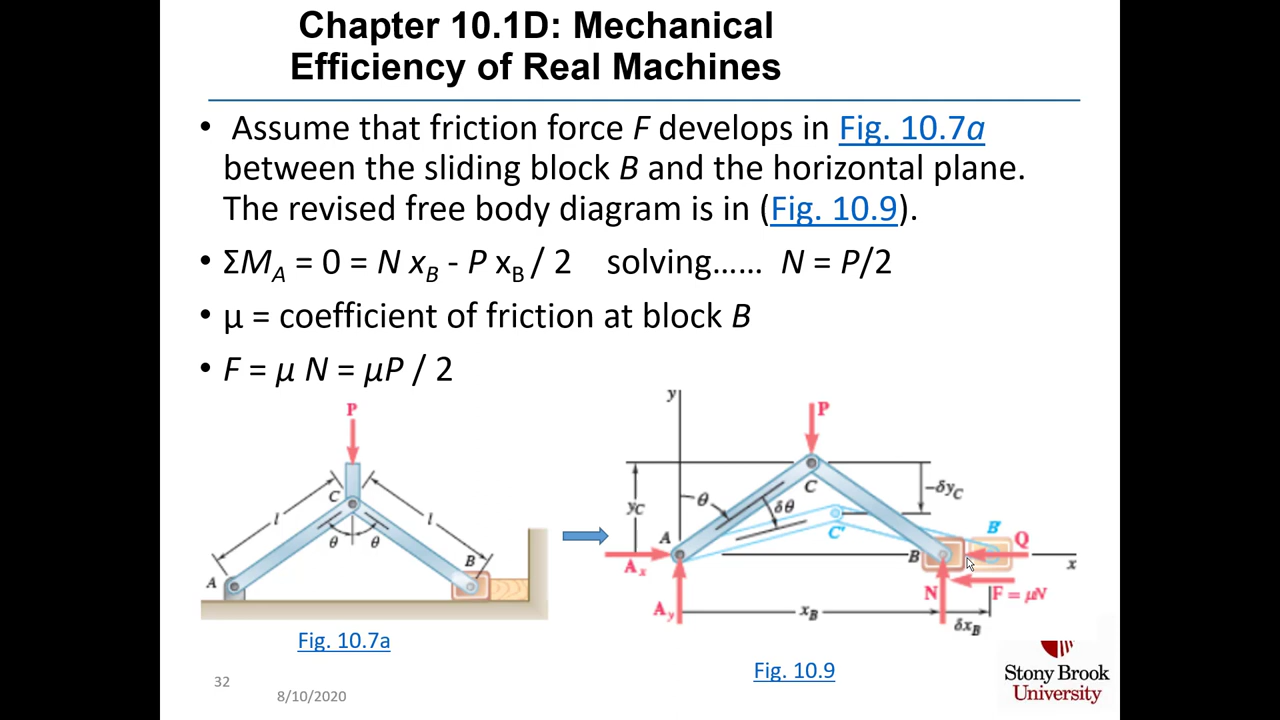 Chapter 10.1D: Mechanical
Efficiency of Real Machines
• Assume that friction force F develops in Fig. 10.7a
between the sliding block B and the horizontal plane.
The revised free body diagram is in (Fig. 10.9).
• ΣM_A = 0 = N x_B - P x_B / 2 solving...... N = P/2
• μ = coefficient of friction at block B
• F = μ N = μP / 2
P
C
l
l
θ
θ
A
B
Fig. 10.7a
y
P
θ
C
-δy_C
y_C
δθ
C'
A
B'
Q
B
x
A_x
N
F = μN
A_y
x_B
δx_B
Fig. 10.9
32
8/10/2020
Stony Brook
University